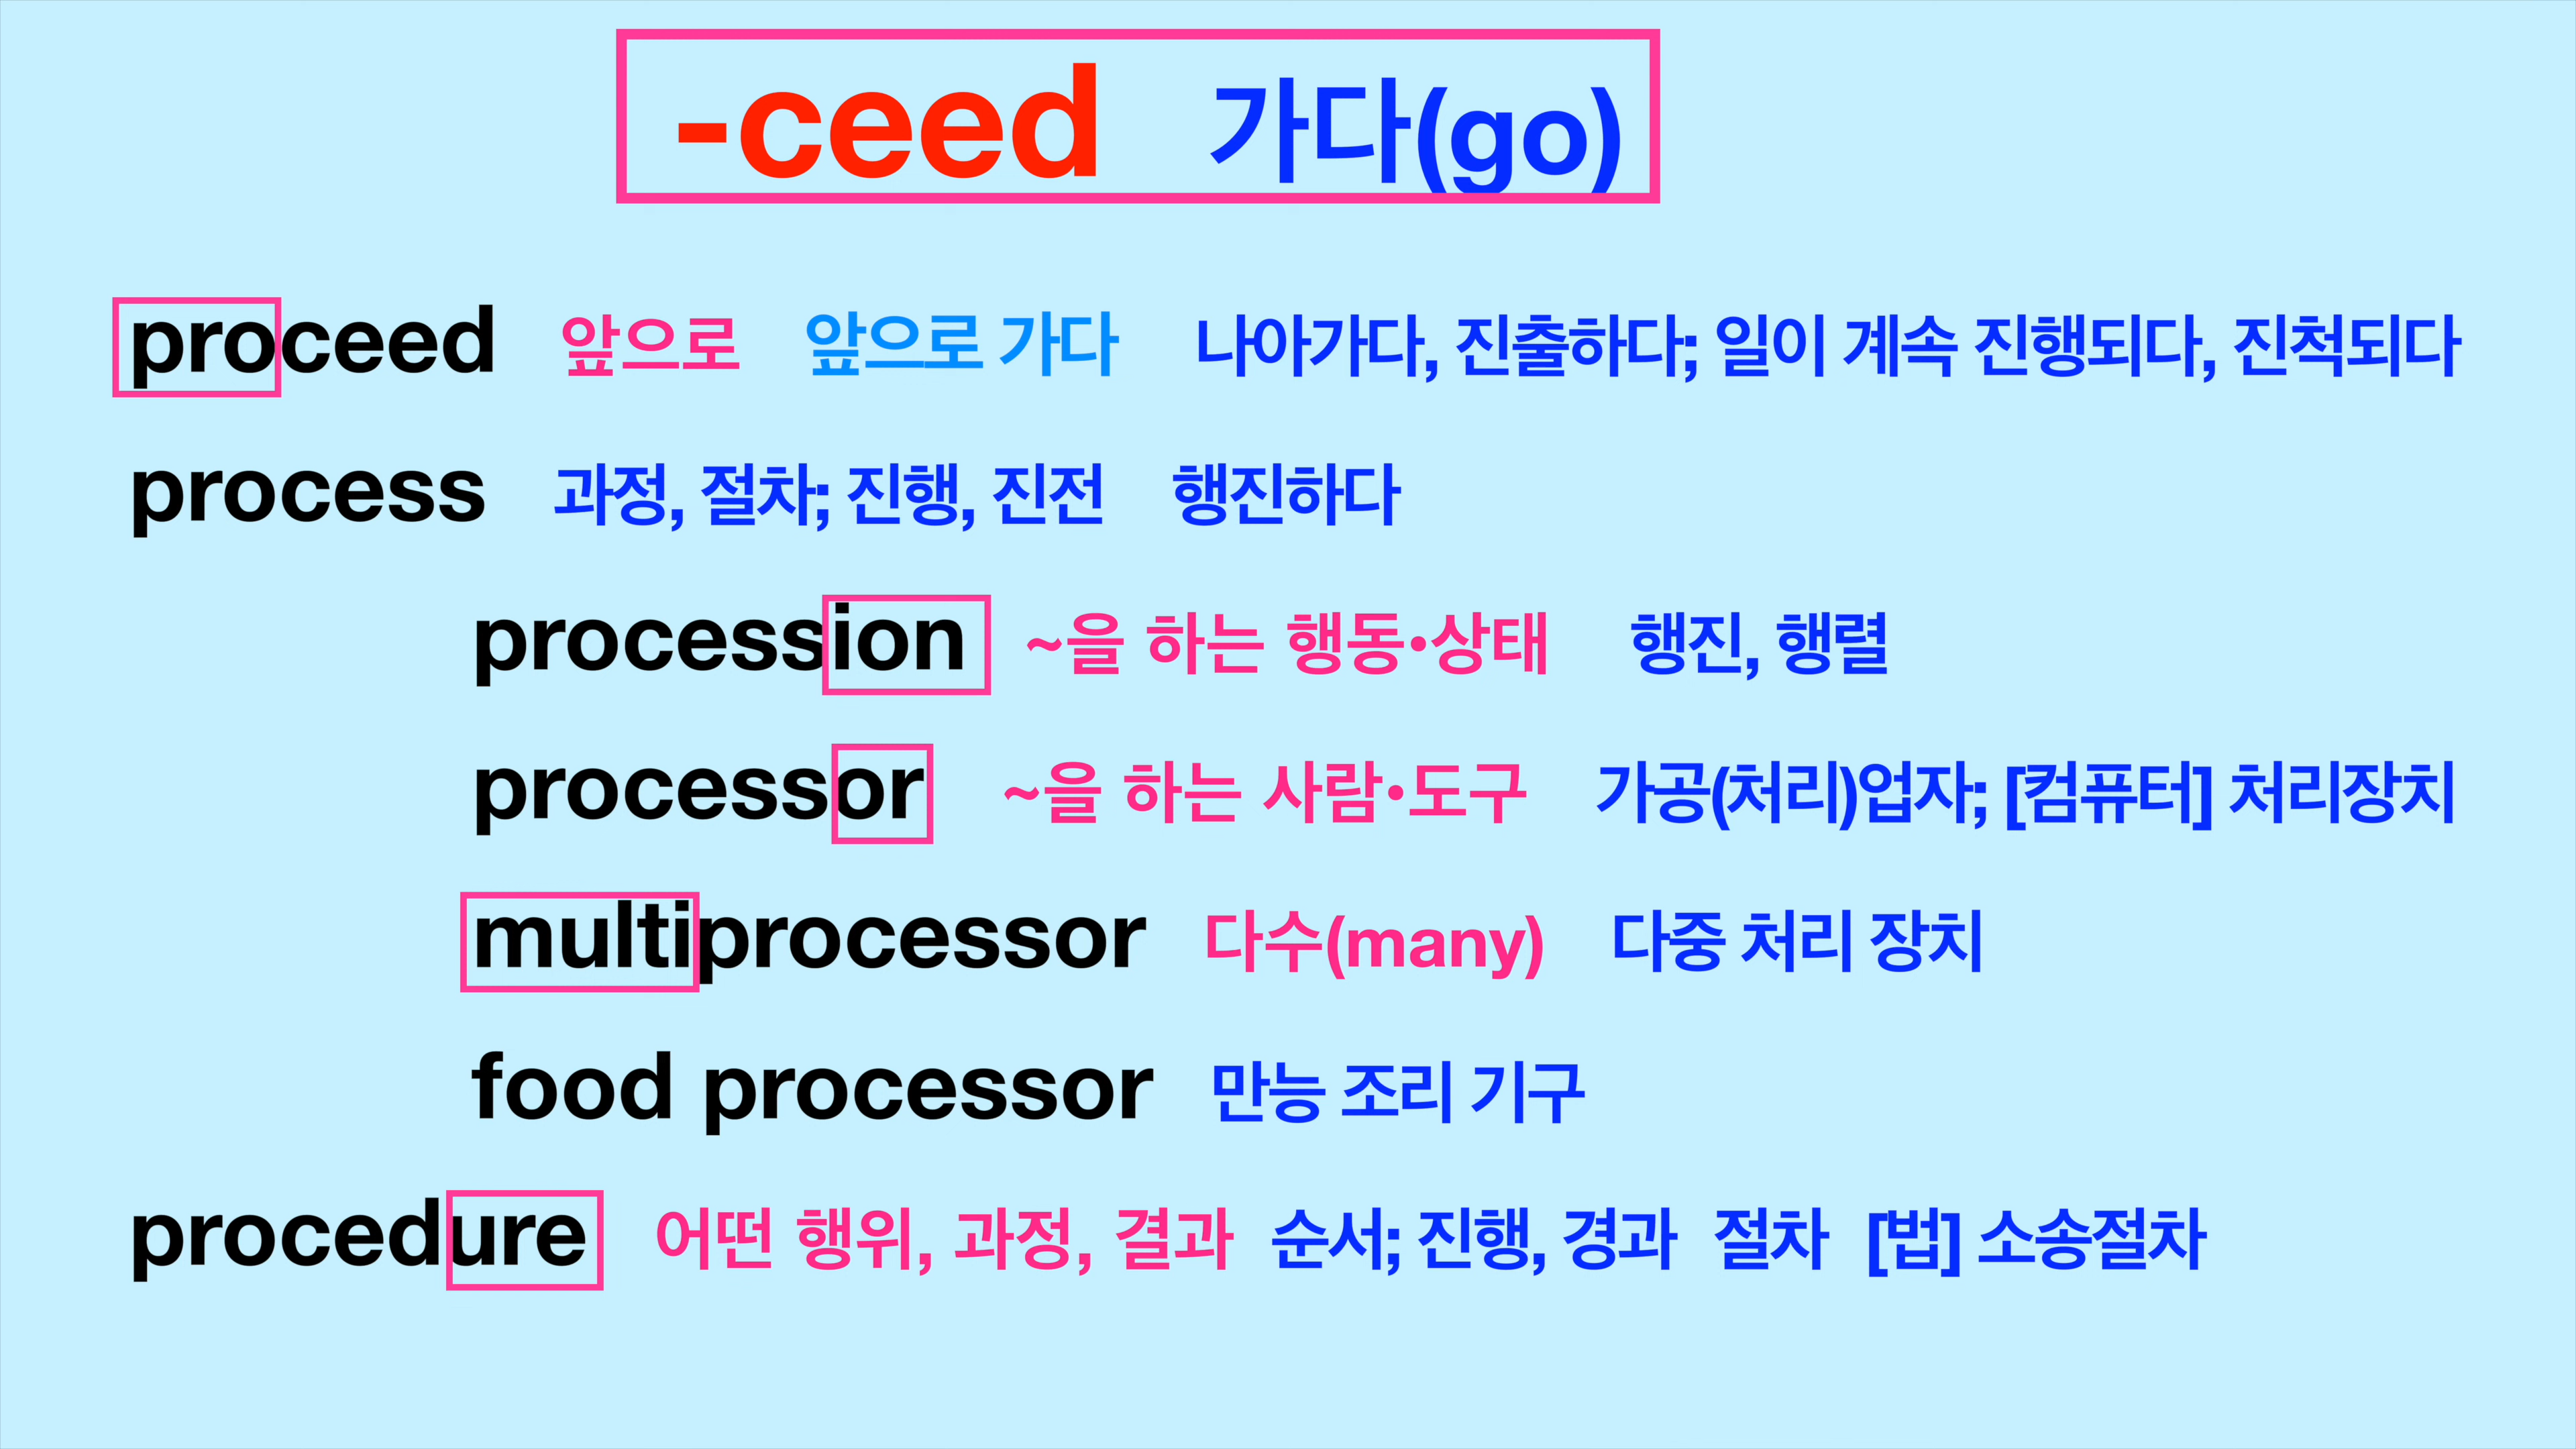 -ceed 가다(go)
proceed 앞으로 앞으로 가다 나아가다, 진출하다; 일이 계속 진행되다, 진척되다
process 과정, 절차; 진행, 진전 행진하다
procession ~을 하는 행동·상태 행진, 행렬
processor ~을 하는 사람·도구 가공(처리)업자; [컴퓨터] 처리장치
multiprocessor 다수(many) 다중 처리 장치
food processor 만능 조리 기구
procedure 어떤 행위, 과정, 결과 순서; 진행, 경과 절차 [법] 소송절차